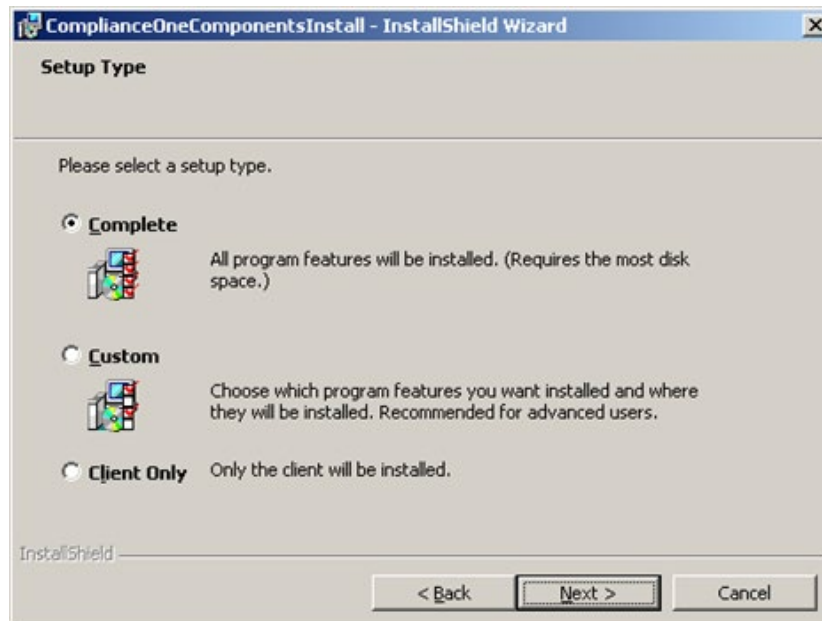 ComplianceOneComponentsInstall - InstallShield Wizard
Setup Type
Please select a setup type.
Complete
All program features will be installed. (Requires the most disk
space.)
Custom
Choose which program features you want installed and where
they will be installed. Recommended for advanced users.
Client Only Only the client will be installed.
InstallShield
< Back Next > Cancel